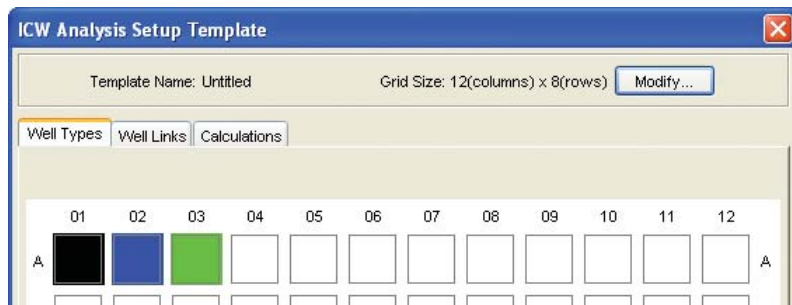 ICW Analysis Setup Template
Template Name: Untitled Grid Size: 12(columns) x 8(rows) Modify...
Well Types Well Links Calculations
01 02 03 04 05 06 07 08 09 10 11 12
A A